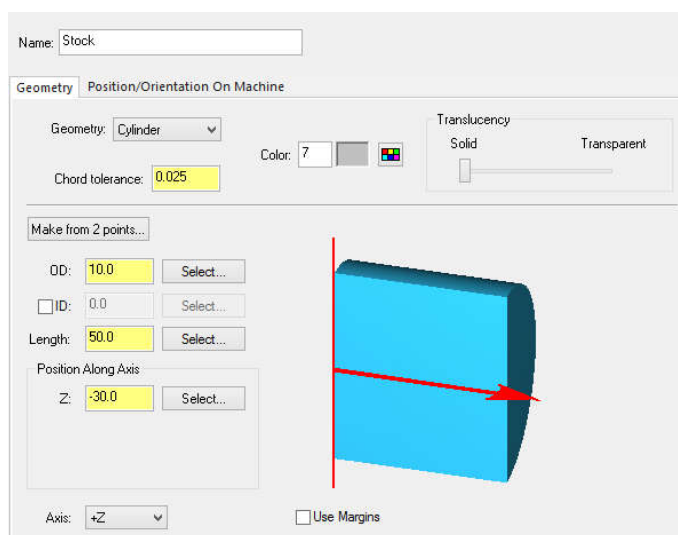 Name: Stock
Geometry Position/Orientation On Machine
Geometry: Cylinder
Color: 7
Translucency
Solid Transparent
Chord tolerance: 0.025
Make from 2 points...
OD: 10.0 Select...
ID: 0.0 Select...
Length: 50.0 Select...
Position Along Axis
Z: -30.0 Select...
Axis: +Z
Use Margins